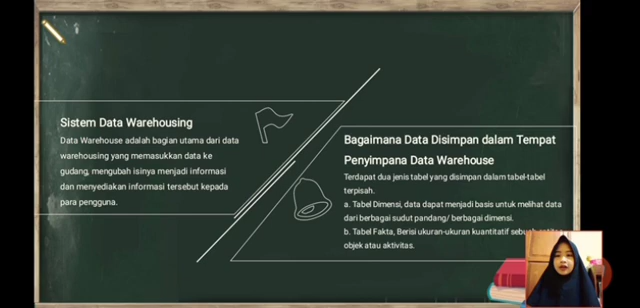 Sistem Data Warehousing
Data Warehouse adalah bagian utama dari data
warehousing yang memasukkan data ke
gudang, mengubah isinya menjadi informasi
dan menyediakan informasi tersebut kepada
para pengguna.
Bagaimana Data Disimpan dalam Tempat
Penyimpana Data Warehouse
Terdapat dua jenis tabel yang disimpan dalam tabel-tabel
terpisah.
a. Tabel Dimensi, data dapat menjadi basis untuk melihat data
dari berbagai sudut pandang/ berbagai dimensi.
b. Tabel Fakta, Berisi ukuran-ukuran kuantitatif
objek atau aktivitas.